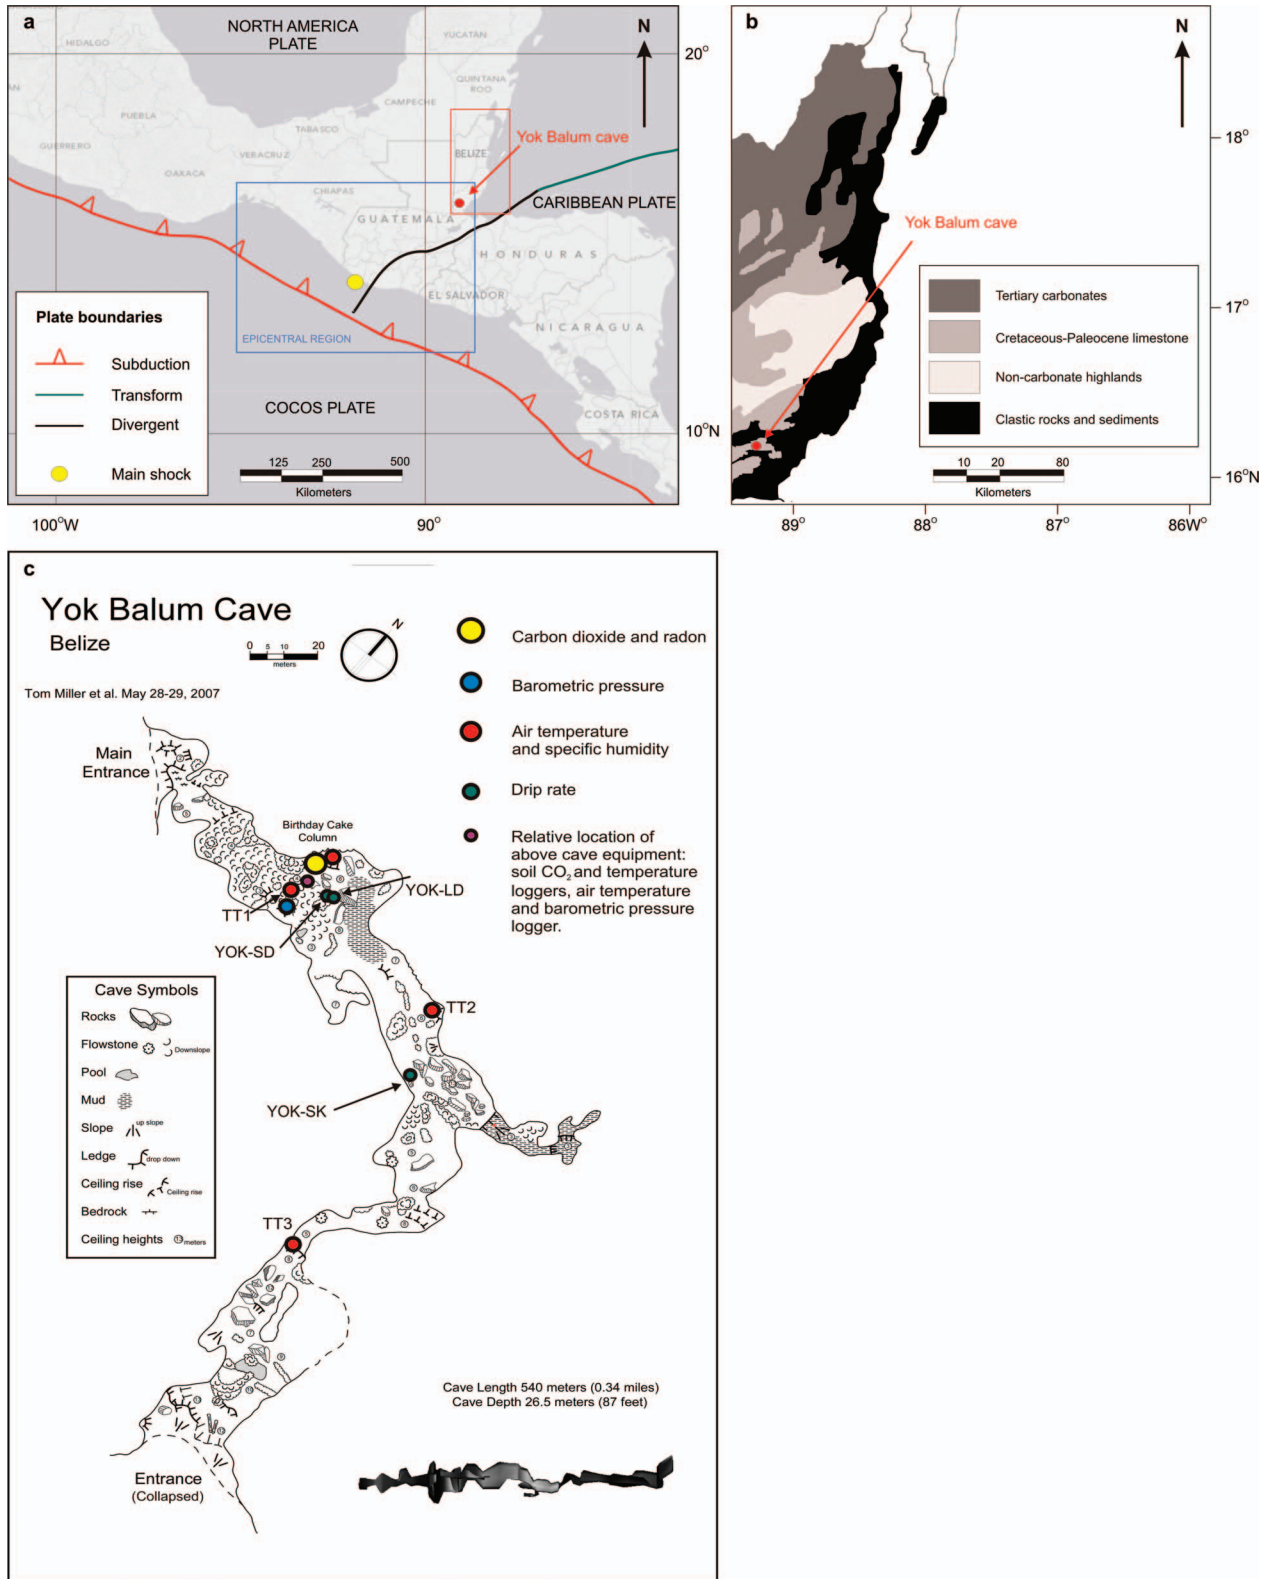 a
NORTH AMERICA
PLATE
N
HIDALGO
YUCATÁN
20°
QUINTANA
ROO
CAMPECHE
PUEBLA
TABASCO
GUERRERO
VERACRUZ
BELIZE
Yok Balum cave
OAXACA
CHIAPAS
CARIBBEAN PLATE
GUATEMALA
HONDURAS
EL SALVADOR
NICARAGUA
EPICENTRAL REGION
Plate boundaries
Subduction
Transform
Divergent
Main shock
COCOS PLATE
COSTA RICA
10°N
125 250 500
Kilometers
100°W 90°
b
N
18°
Yok Balum cave
Tertiary carbonates
17°
Cretaceous-Paleocene limestone
Non-carbonate highlands
Clastic rocks and sediments
10 20 80
Kilometers
16°N
89° 88° 87° 86W°
c
Yok Balum Cave
Belize
0 5 10 20
meters
N
Tom Miller et al. May 28-29, 2007
Carbon dioxide and radon
Barometric pressure
Air temperature
and specific humidity
Drip rate
Relative location of
above cave equipment:
soil CO₂ and temperature
loggers, air temperature
and barometric pressure
logger.
Main
Entrance
Birthday Cake
Column
YOK-LD
TT1
YOK-SD
TT2
YOK-SK
TT3
Cave Symbols
Rocks
Flowstone
Downslope
Pool
Mud
Slope
up slope
Ledge
drop down
Ceiling rise
Ceiling rise
Bedrock
Ceiling heights
13 meters
Cave Length 540 meters (0.34 miles)
Cave Depth 26.5 meters (87 feet)
Entrance
(Collapsed)